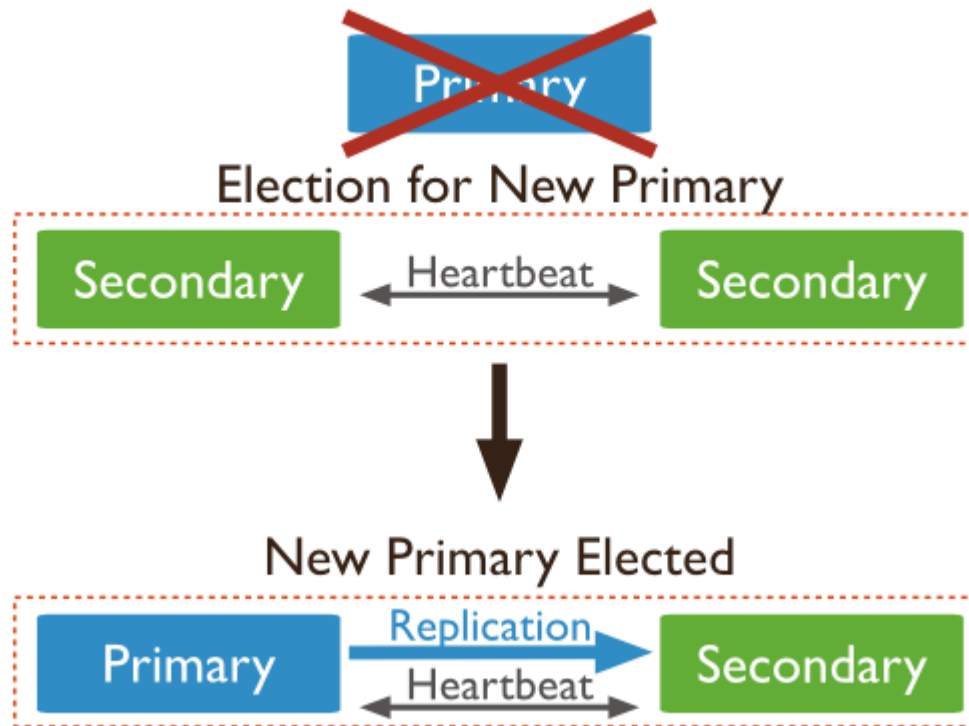 Primary
Election for New Primary
Secondary Heartbeat Secondary
New Primary Elected
Replication
Primary Secondary
Heartbeat